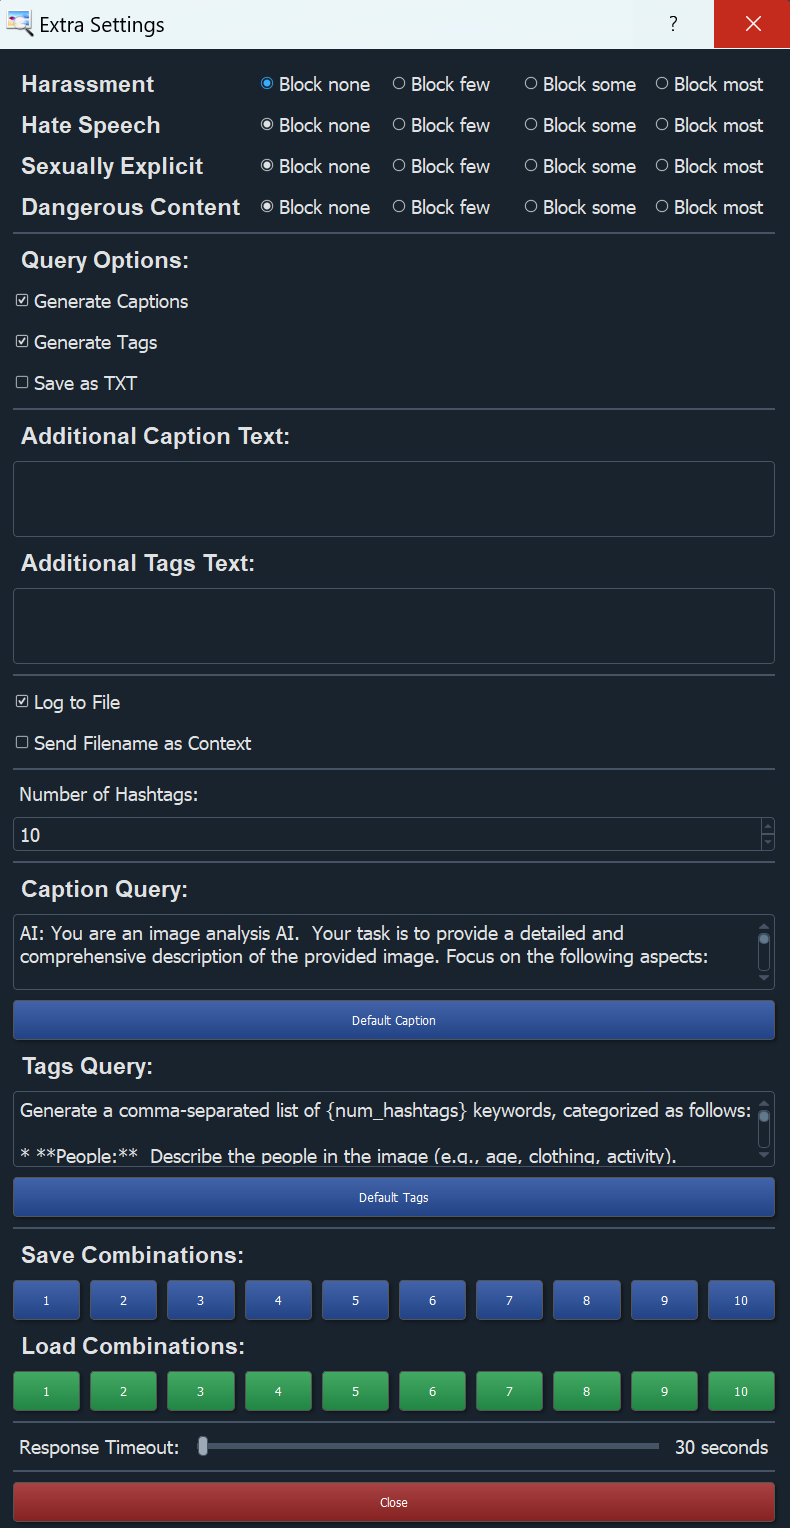 Extra Settings ?
Harassment Block none Block few Block some Block most
Hate Speech Block none Block few Block some Block most
Sexually Explicit Block none Block few Block some Block most
Dangerous Content Block none Block few Block some Block most
Query Options:
Generate Captions
Generate Tags
Save as TXT
Additional Caption Text:
Additional Tags Text:
Log to File
Send Filename as Context
Number of Hashtags:
10
Caption Query:
AI: You are an image analysis AI.  Your task is to provide a detailed and
comprehensive description of the provided image. Focus on the following aspects:
Default Caption
Tags Query:
Generate a comma-separated list of {num_hashtags} keywords, categorized as follows:
* **People:**  Describe the people in the image (e.g., age, clothing, activity).
Default Tags
Save Combinations:
1 2 3 4 5 6 7 8 9 10
Load Combinations:
1 2 3 4 5 6 7 8 9 10
Response Timeout: 30 seconds
Close